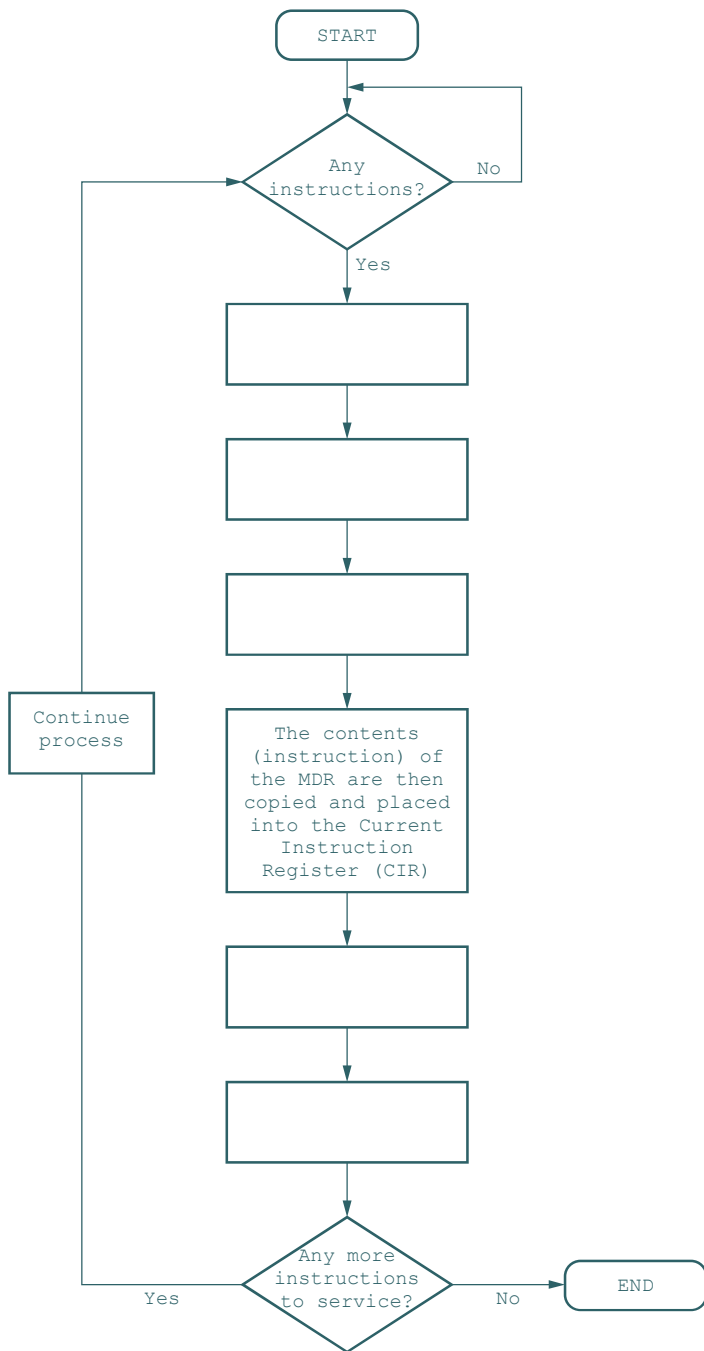 START
Any
instructions?
No
Yes
Continue
process
The contents
(instruction) of
the MDR are then
copied and placed
into the Current
Instruction
Register (CIR)
Any more
instructions
to service?
Yes
No
END